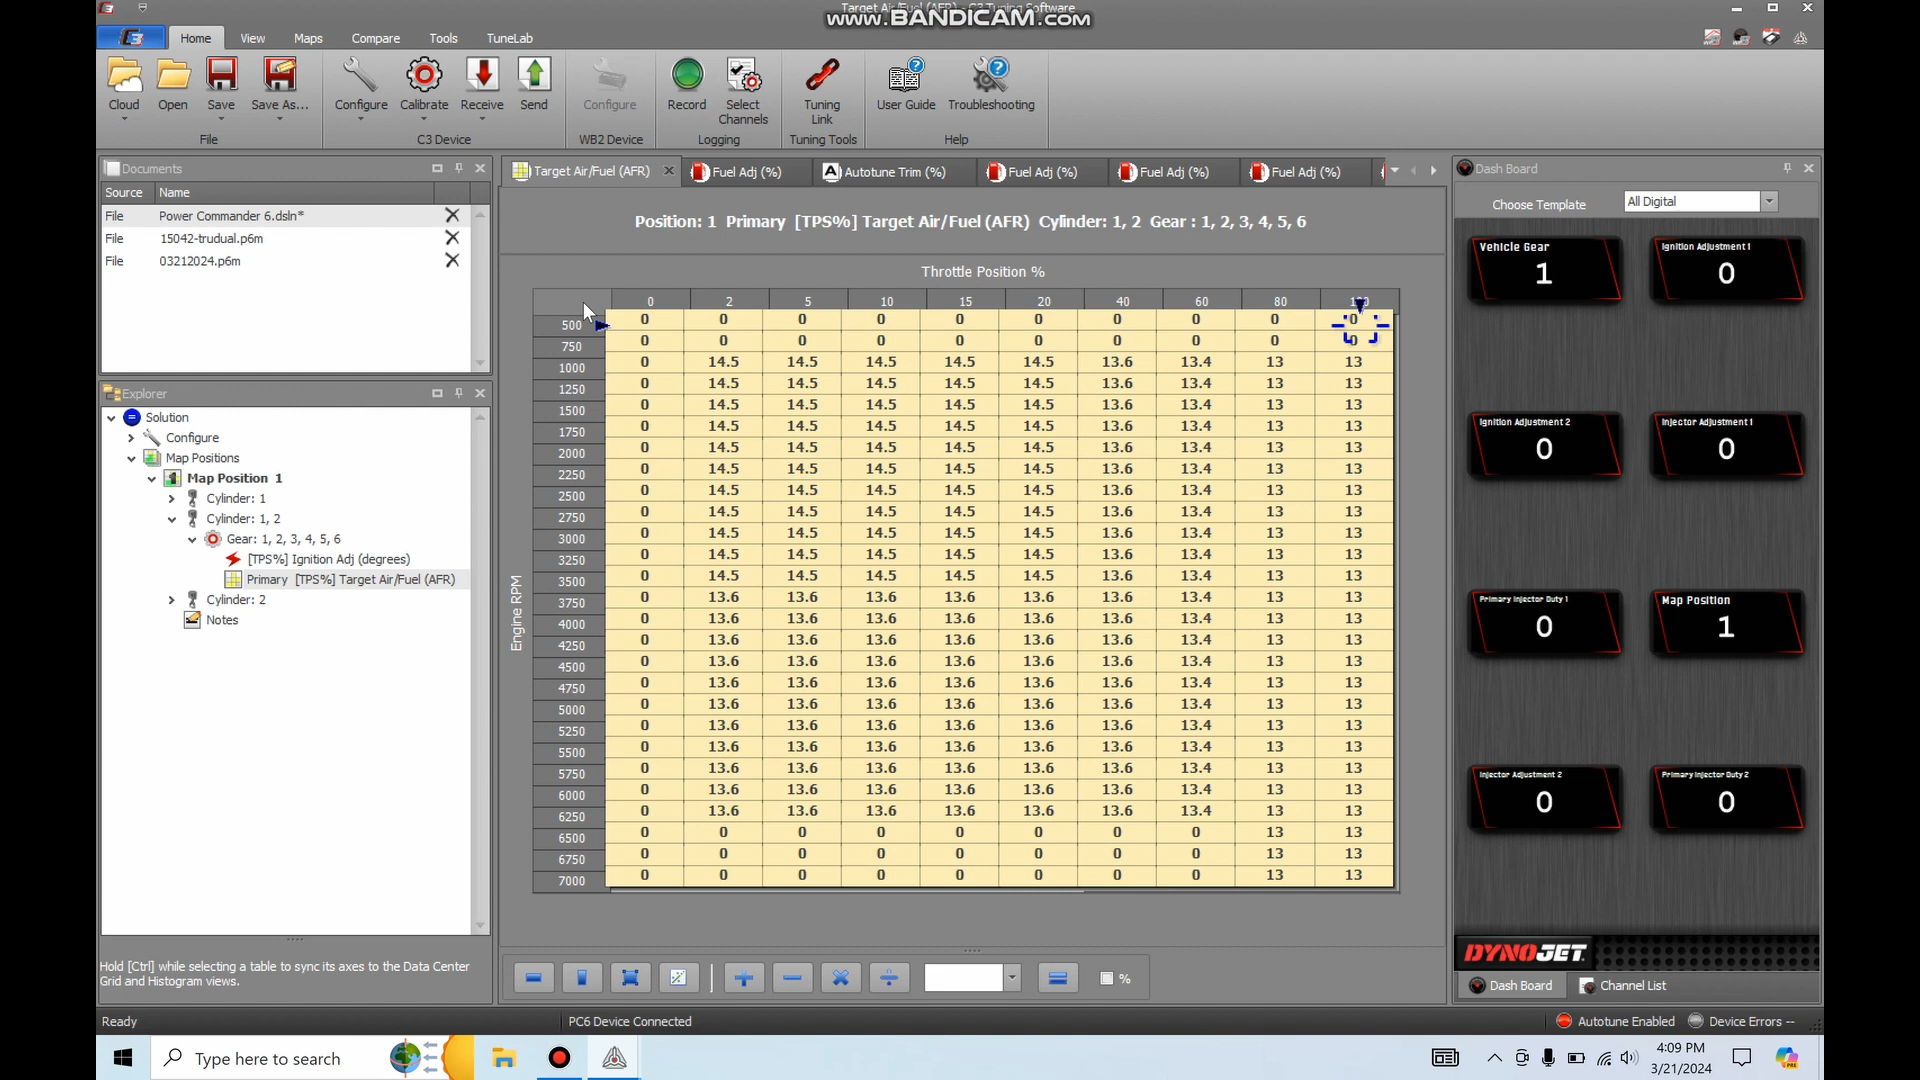 Target Air/Fuel (AFR) - C3 Tuning Software
www.BANDICAM.com
Home View Maps Compare Tools TuneLab
Cloud Open Save Save As... Configure Calibrate Receive Send Configure Record Select Channels Tuning Link User Guide Troubleshooting
File C3 Device WB2 Device Logging Tuning Tools Help
Documents
Source Name
File Power Commander 6.dsln*
File 15042-trudual.p6m
File 03212024.p6m
Explorer
Solution
Configure
Map Positions
Map Position 1
Cylinder: 1
Cylinder: 1, 2
Gear: 1, 2, 3, 4, 5, 6
[TPS%] Ignition Adj (degrees)
Primary [TPS%] Target Air/Fuel (AFR)
Cylinder: 2
Notes
Hold [Ctrl] while selecting a table to sync its axes to the Data Center
Grid and Histogram views.
Target Air/Fuel (AFR) Fuel Adj (%) Autotune Trim (%) Fuel Adj (%) Fuel Adj (%) Fuel Adj (%)
Position: 1 Primary [TPS%] Target Air/Fuel (AFR) Cylinder: 1, 2 Gear : 1, 2, 3, 4, 5, 6
Throttle Position %
Engine RPM
0 2 5 10 15 20 40 60 80 100
500 0 0 0 0 0 0 0 0 0 0
750 0 0 0 0 0 0 0 0 0 0
1000 0 14.5 14.5 14.5 14.5 14.5 13.6 13.4 13 13
1250 0 14.5 14.5 14.5 14.5 14.5 13.6 13.4 13 13
1500 0 14.5 14.5 14.5 14.5 14.5 13.6 13.4 13 13
1750 0 14.5 14.5 14.5 14.5 14.5 13.6 13.4 13 13
2000 0 14.5 14.5 14.5 14.5 14.5 13.6 13.4 13 13
2250 0 14.5 14.5 14.5 14.5 14.5 13.6 13.4 13 13
2500 0 14.5 14.5 14.5 14.5 14.5 13.6 13.4 13 13
2750 0 14.5 14.5 14.5 14.5 14.5 13.6 13.4 13 13
3000 0 14.5 14.5 14.5 14.5 14.5 13.6 13.4 13 13
3250 0 14.5 14.5 14.5 14.5 14.5 13.6 13.4 13 13
3500 0 14.5 14.5 14.5 14.5 14.5 13.6 13.4 13 13
3750 0 13.6 13.6 13.6 13.6 13.6 13.6 13.4 13 13
4000 0 13.6 13.6 13.6 13.6 13.6 13.6 13.4 13 13
4250 0 13.6 13.6 13.6 13.6 13.6 13.6 13.4 13 13
4500 0 13.6 13.6 13.6 13.6 13.6 13.6 13.4 13 13
4750 0 13.6 13.6 13.6 13.6 13.6 13.6 13.4 13 13
5000 0 13.6 13.6 13.6 13.6 13.6 13.6 13.4 13 13
5250 0 13.6 13.6 13.6 13.6 13.6 13.6 13.4 13 13
5500 0 13.6 13.6 13.6 13.6 13.6 13.6 13.4 13 13
5750 0 13.6 13.6 13.6 13.6 13.6 13.6 13.4 13 13
6000 0 13.6 13.6 13.6 13.6 13.6 13.6 13.4 13 13
6250 0 13.6 13.6 13.6 13.6 13.6 13.6 13.4 13 13
6500 0 0 0 0 0 0 0 0 13 13
6750 0 0 0 0 0 0 0 0 13 13
7000 0 0 0 0 0 0 0 0 13 13
%
Dash Board
Choose Template All Digital
Vehicle Gear
1
Ignition Adjustment 1
0
Ignition Adjustment 2
0
Injector Adjustment 1
0
Primary Injector Duty 1
0
Map Position
1
Injector Adjustment 2
0
Primary Injector Duty 2
0
DYNOJET
Dash Board Channel List
Ready PC6 Device Connected Autotune Enabled Device Errors --
Type here to search
4:09 PM
3/21/2024